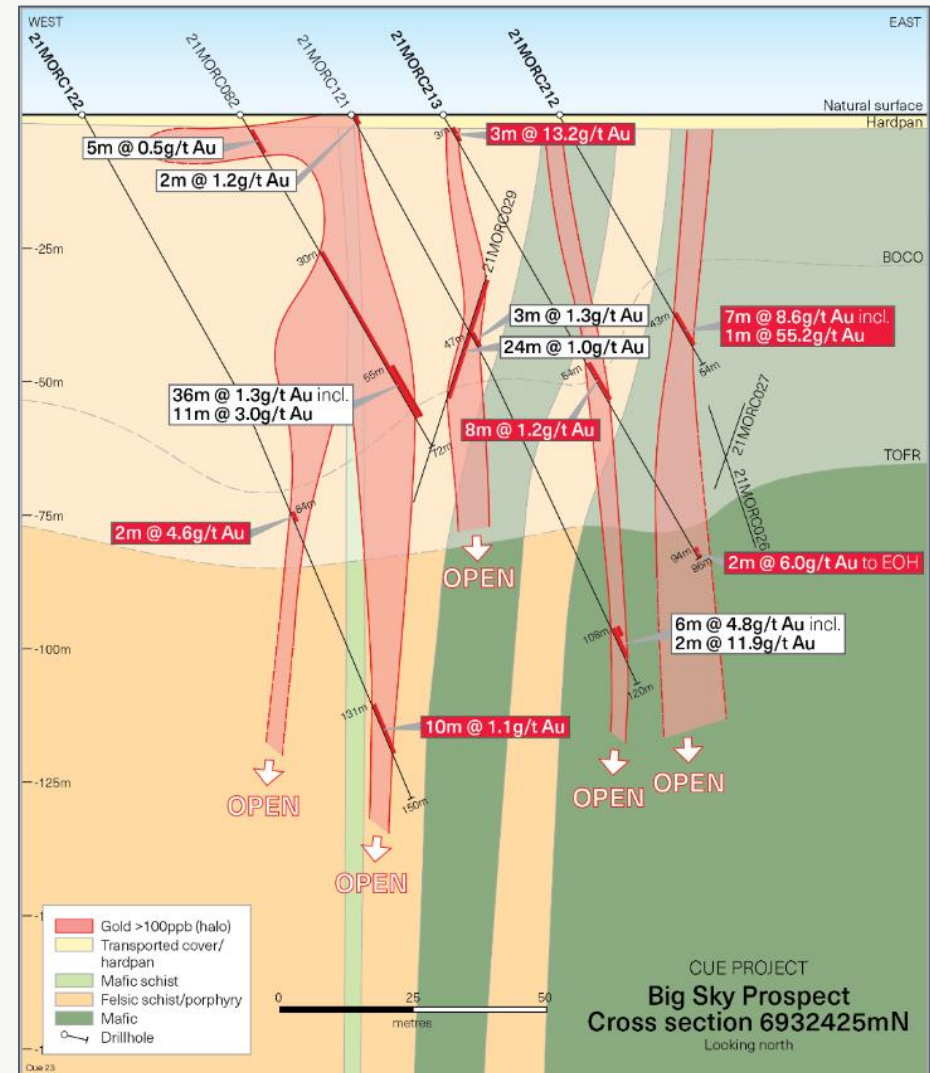 WEST
EAST
21MORC122
21MORC082
21MORC121
21MORC213
21MORC212
Natural surface
Hardpan
3m
3m @ 13.2g/t Au
5m @ 0.5g/t Au
2m @ 1.2g/t Au
21MORC029
-25m
30m
BOCO
3m @ 1.3g/t Au
24m @ 1.0g/t Au
47m
43m
7m @ 8.6g/t Au incl.
1m @ 55.2g/t Au
-50m
55m
54m
54m
36m @ 1.3g/t Au incl.
11m @ 3.0g/t Au
8m @ 1.2g/t Au
72m
21MORC027
21MORC026
TOFR
-75m
84m
2m @ 4.6g/t Au
OPEN
94m
96m
2m @ 6.0g/t Au to EOH
-100m
108m
6m @ 4.8g/t Au incl.
2m @ 11.9g/t Au
120m
131m
10m @ 1.1g/t Au
-125m
OPEN
150m
OPEN
OPEN
OPEN
Gold >100ppb (halo)
Transported cover/
hardpan
Mafic schist
Felsic schist/porphyry
Mafic
Drillhole
0 25 50
metres
CUE PROJECT
Big Sky Prospect
Cross section 6932425mN
Looking north
Cue 23